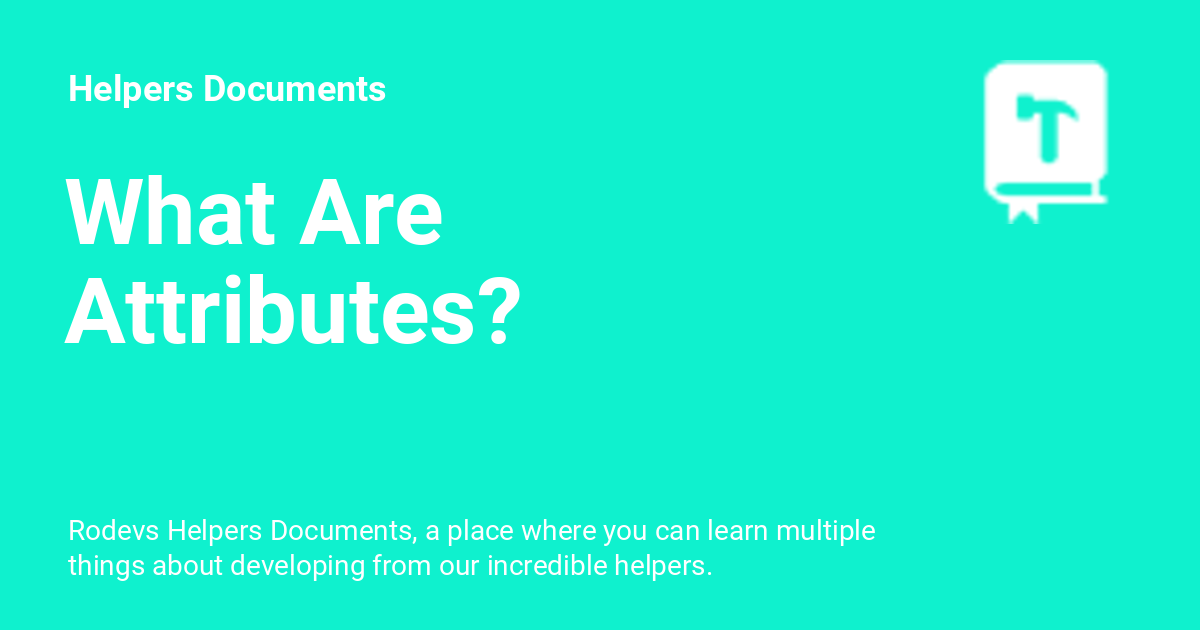 Helpers Documents
What Are
Attributes?
Rodevs Helpers Documents, a place where you can learn multiple
things about developing from our incredible helpers.